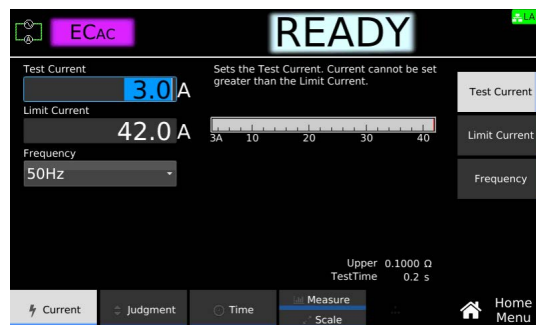 ECAC
READY
LA
Test Current
3.0 A
Sets the Test Current. Current cannot be set
greater than the Limit Current.
Limit Current
42.0 A
3A 10 20 30 40
Frequency
50Hz
Test Current
Limit Current
Frequency
Upper 0.1000 Ω
TestTime 0.2 s
Current
Judgment
Time
Measure
Scale
Home
Menu